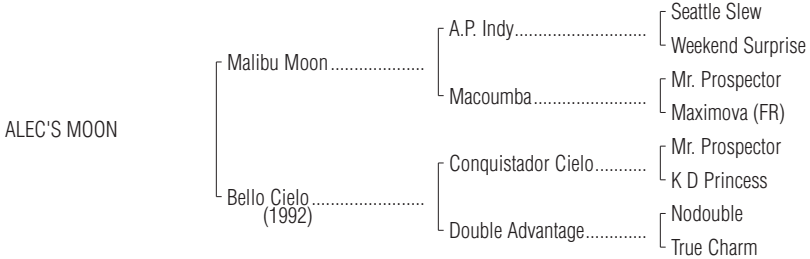 Seattle Slew
A.P. Indy
Weekend Surprise
Malibu Moon
Mr. Prospector
Macoumba
Maximova (FR)
ALEC'S MOON
Mr. Prospector
Conquistador Cielo
K D Princess
Bello Cielo
(1992)
Nodouble
Double Advantage
True Charm